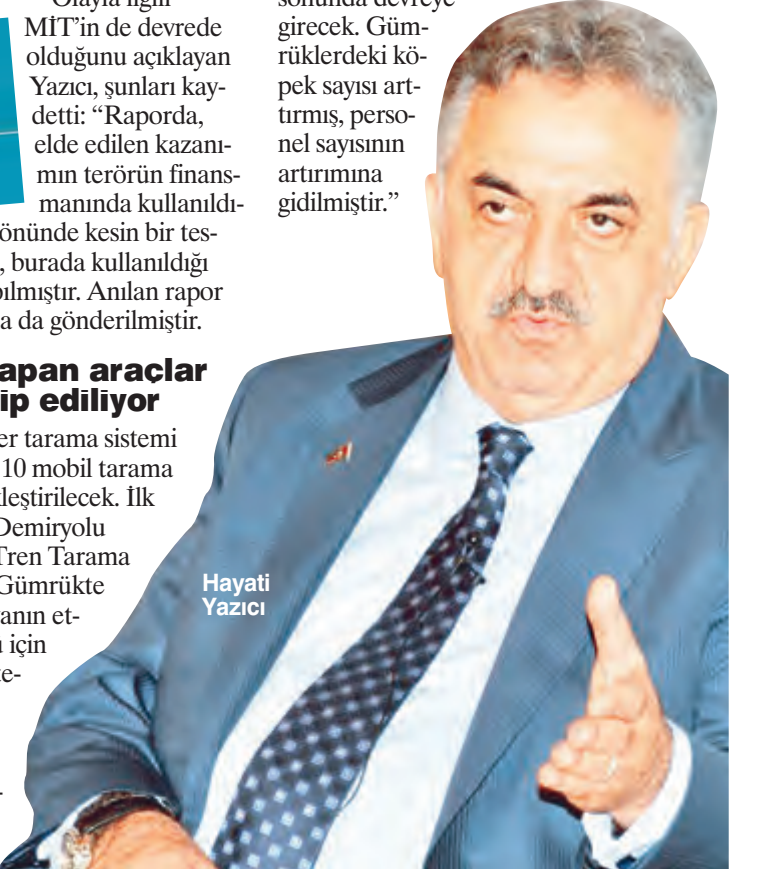 Olayla ilgili
MİT'in de devrede
olduğunu açıklayan
Yazıcı, şunları kay-
detti: “Raporda,
elde edilen kazanı-
mın terörün finans-
manında kullanıldı-
önünde kesin bir tes-
, burada kullanıldığı
pılmıştır. Anılan rapor
a da gönderilmiştir.
apan araçlar
ip ediliyor
er tarama sistemi
10 mobil tarama
kleştirilecek. İlk
Demiryolu
Tren Tarama
Gümrükte
anın et-
için
te-
sonunda devreye
girecek. Güm-
rüklerdeki kö-
pek sayısı art-
tırmış, perso-
nel sayısının
artırımına
gidilmiştir.”
Hayati
Yazıcı